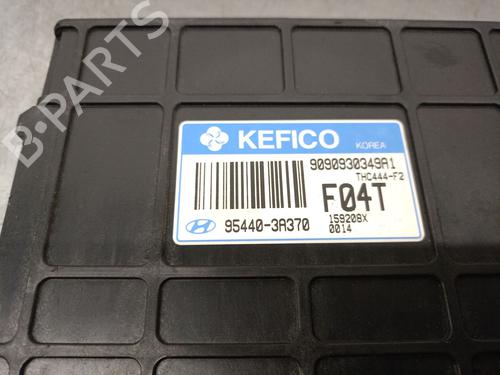 KEFICO
KOREA
9090930349A1
THC444-F2
F04T
95440-3A370
159208X
0014
B-PARTS